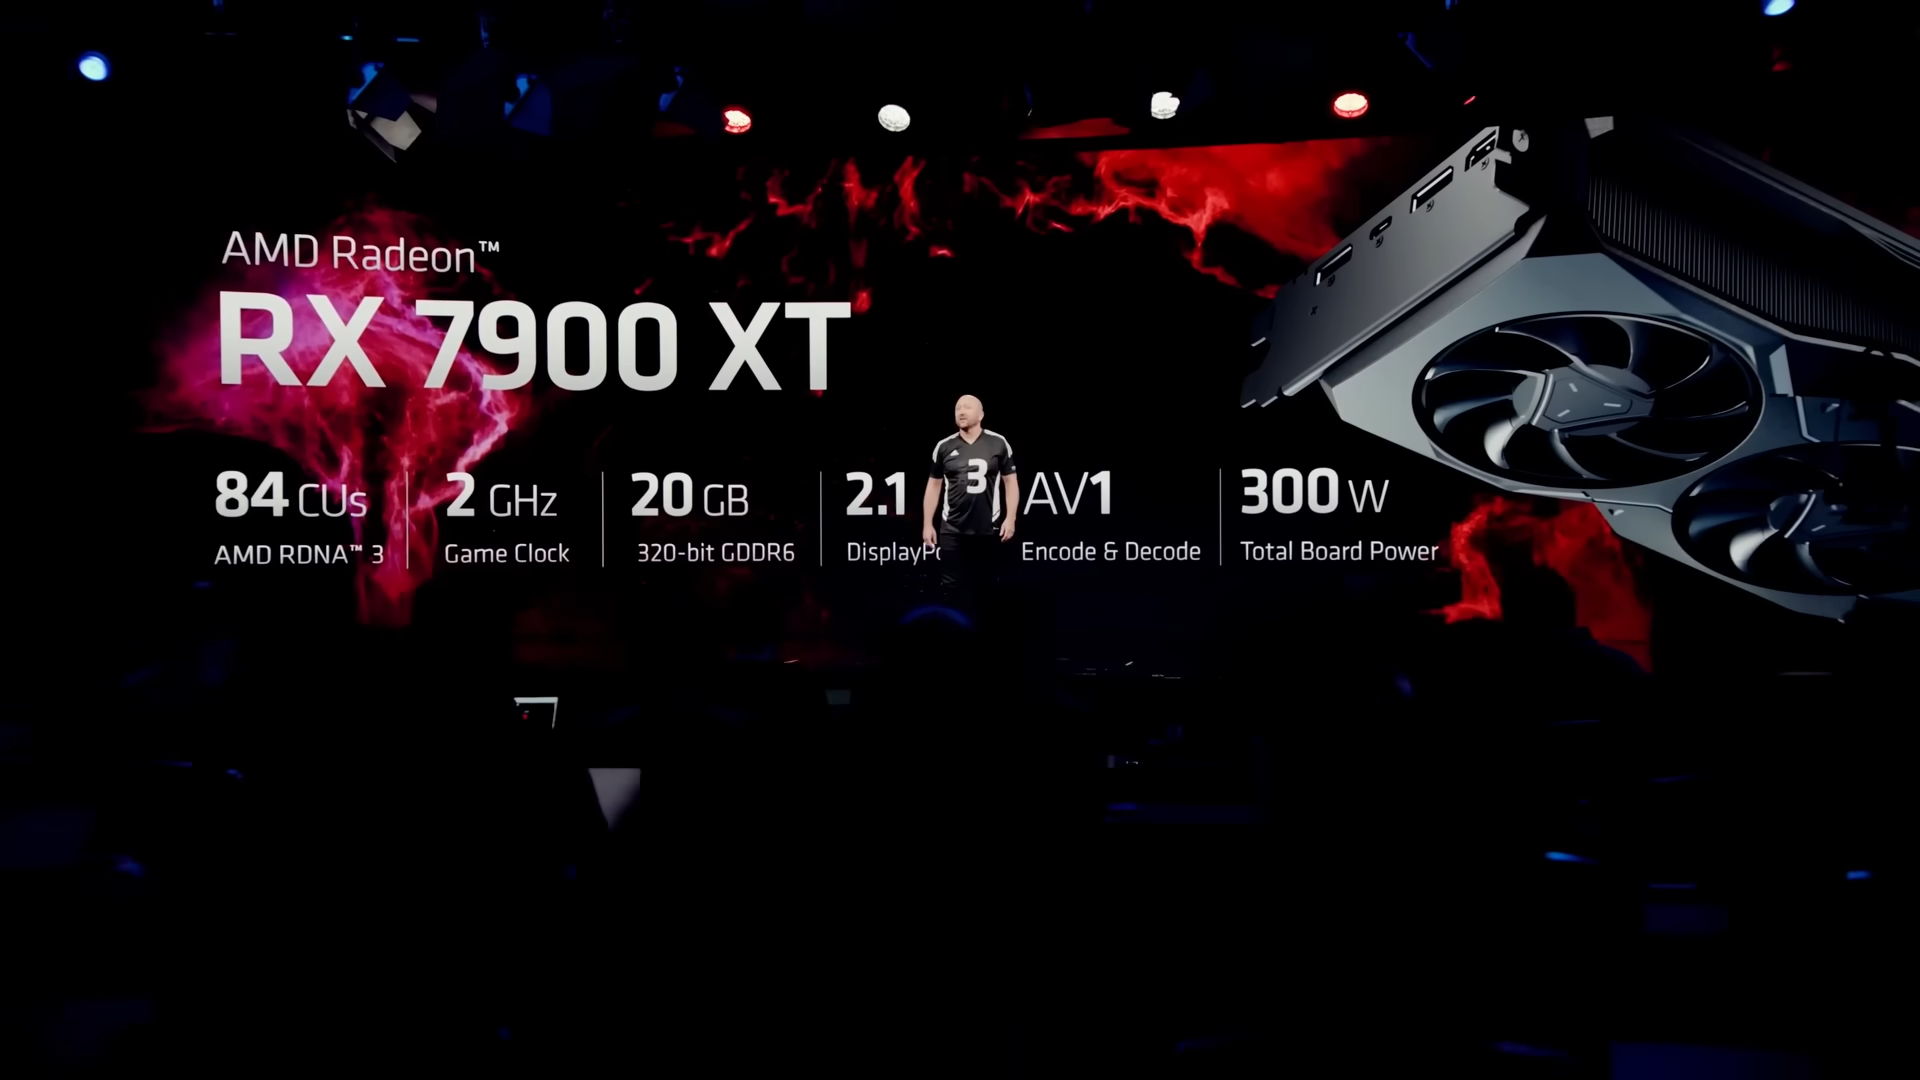 AMD Radeon™
RX 7900 XT
84 CUs
AMD RDNA™ 3
2 GHz
Game Clock
20 GB
320-bit GDDR6
2.1
3
AV1
Encode & Decode
300 W
Total Board Power